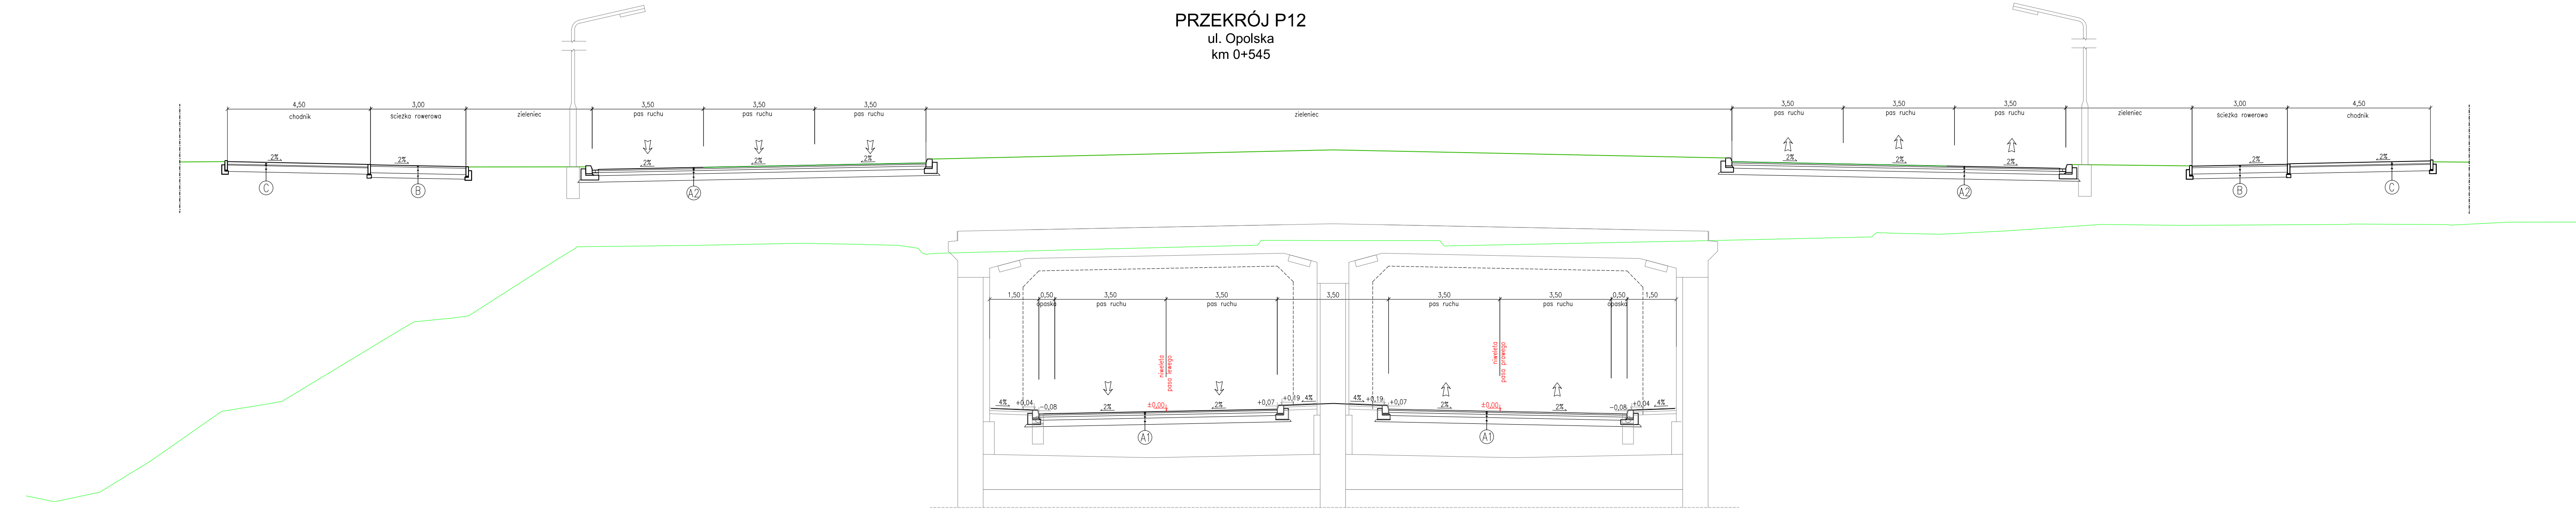 PRZEKRÓJ P12
ul. Opolska
km 0+545
4,50 3,00 3,50 3,50 3,50 3,50 3,50 3,50 3,00 4,50
chodnik ścieżka rowerowa zieleniec pas ruchu pas ruchu pas ruchu zieleniec pas ruchu pas ruchu pas ruchu zieleniec ścieżka rowerowa chodnik
2% 2% 2% 2% 2% 2% 2% 2% 2% 2%
C B A2 A2 B C
1,50 0,50 3,50 3,50 3,50 3,50 3,50 0,50 1,50
opaska pas ruchu pas ruchu pas ruchu pas ruchu opaska
niweleta pasa lewego
niweleta pasa prawego
4% +0,04 -0,08 2% ±0,00 2% +0,07 +0,19 4% 4% +0,19 +0,07 2% ±0,00 2% -0,08 +0,04 4%
A1 A1